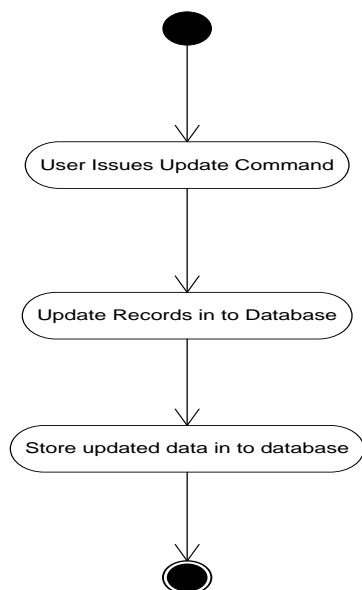 User Issues Update Command
Update Records in to Database
Store updated data in to database